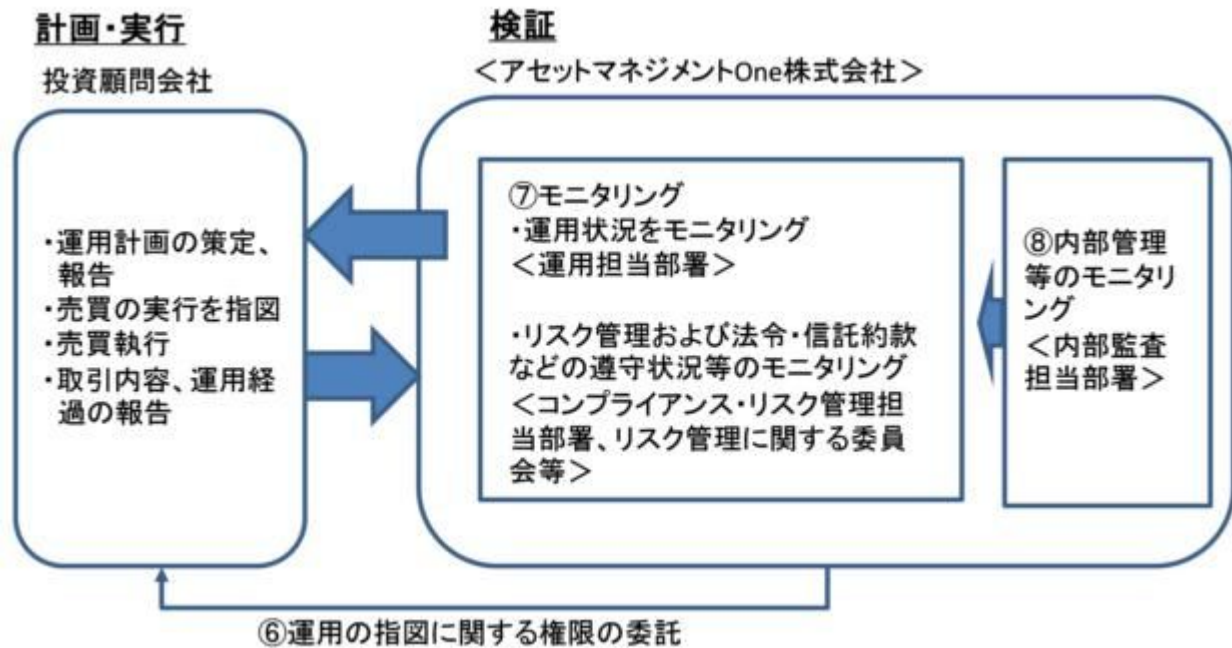 計画・実行
投資顧問会社
・運用計画の策定、
報告
・売買の実行を指図
・売買執行
・取引内容、運用経
過の報告
検証
＜アセットマネジメントOne株式会社＞
⑦モニタリング
・運用状況をモニタリング
＜運用担当部署＞
・リスク管理および法令・信託約款
などの遵守状況等のモニタリング
＜コンプライアンス・リスク管理担
当部署、リスク管理に関する委員
会等＞
⑧内部管理
等のモニタリ
ング
＜内部監査
担当部署＞
⑥運用の指図に関する権限の委託